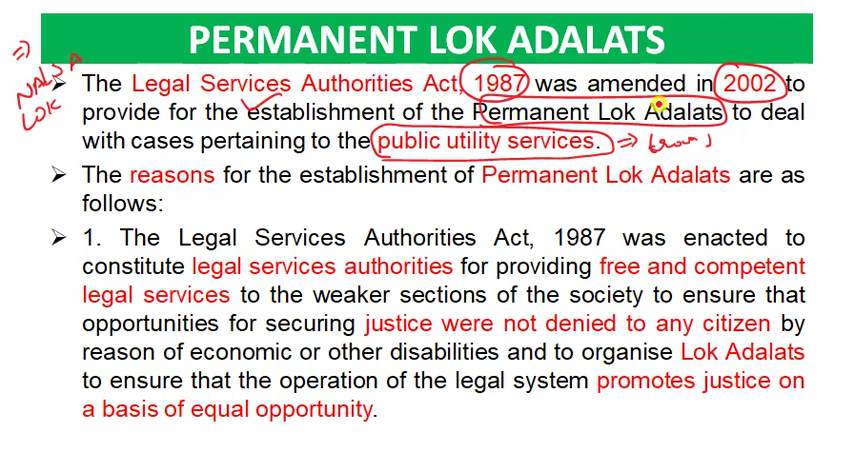 PERMANENT LOK ADALATS
⇒
NALSA
LOK
➤ The Legal Services Authorities Act, 1987 was amended in 2002 to
provide for the establishment of the Permanent Lok Adalats to deal
with cases pertaining to the public utility services. ⇒
➤ The reasons for the establishment of Permanent Lok Adalats are as
follows:
➤ 1. The Legal Services Authorities Act, 1987 was enacted to
constitute legal services authorities for providing free and competent
legal services to the weaker sections of the society to ensure that
opportunities for securing justice were not denied to any citizen by
reason of economic or other disabilities and to organise Lok Adalats
to ensure that the operation of the legal system promotes justice on
a basis of equal opportunity.